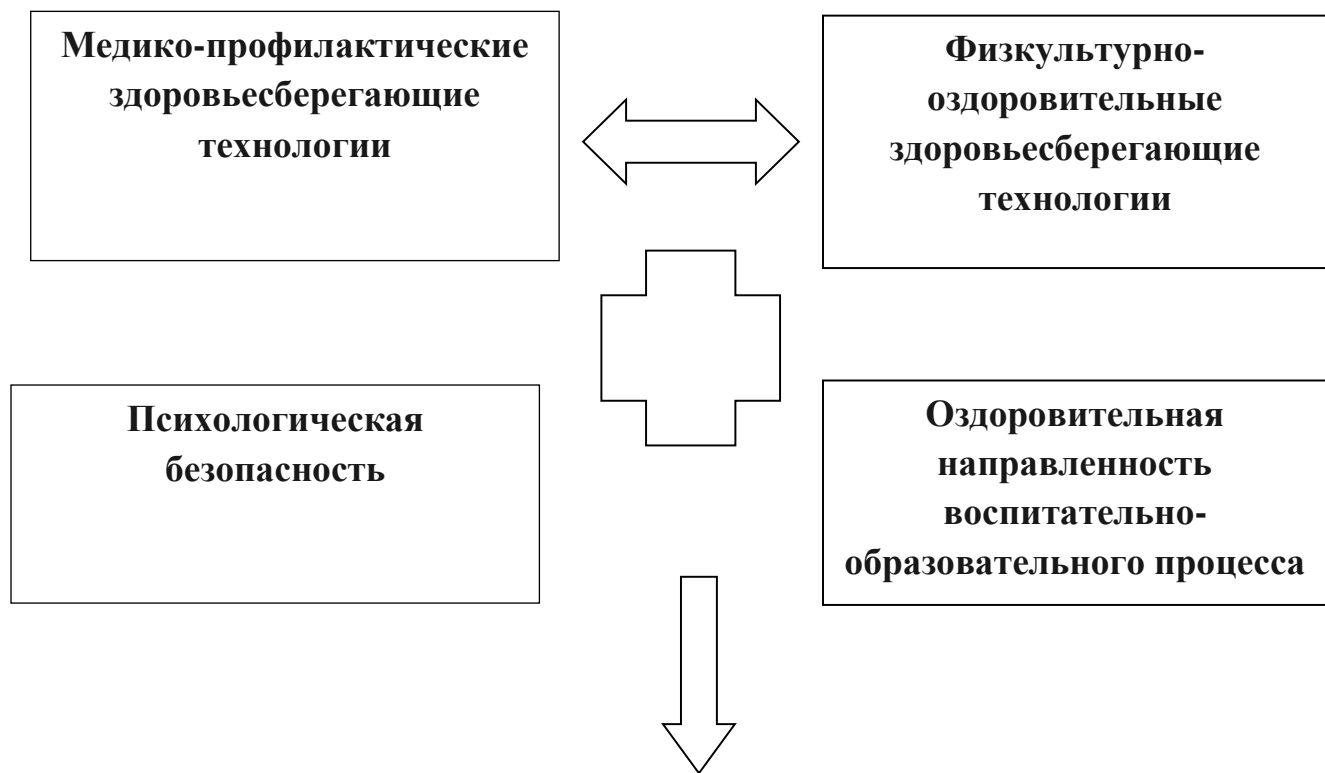 Медико-профилактические
здоровьесберегающие
технологии
Физкультурно-
оздоровительные
здоровьесберегающие
технологии
Психологическая
безопасность
Оздоровительная
направленность
воспитательно-
образовательного процесса